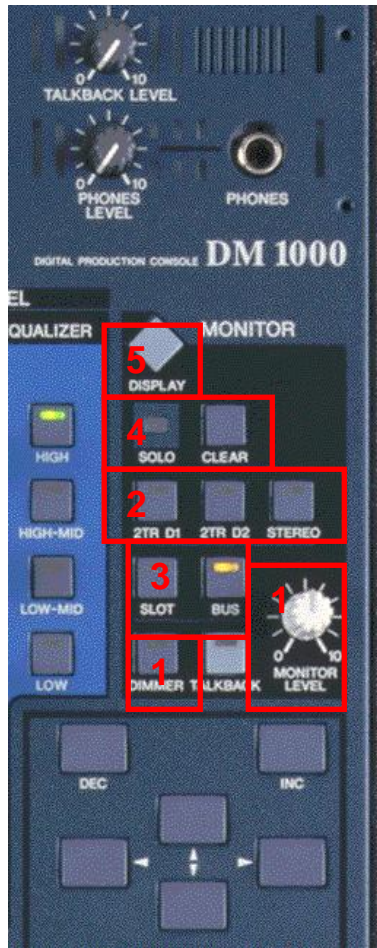 0 10
TALKBACK LEVEL
0 10
PHONES
LEVEL
PHONES
DIGITAL PRODUCTION CONSOLE DM 1000
EL
QUALIZER
MONITOR
5
DISPLAY
4
HIGH
SOLO CLEAR
2
HIGH-MID
2TR D1 2TR D2 STEREO
3
1
LOW-MID
SLOT BUS
1
0 10
LOW
DIMMER TALKBACK
MONITOR
LEVEL
DEC INC